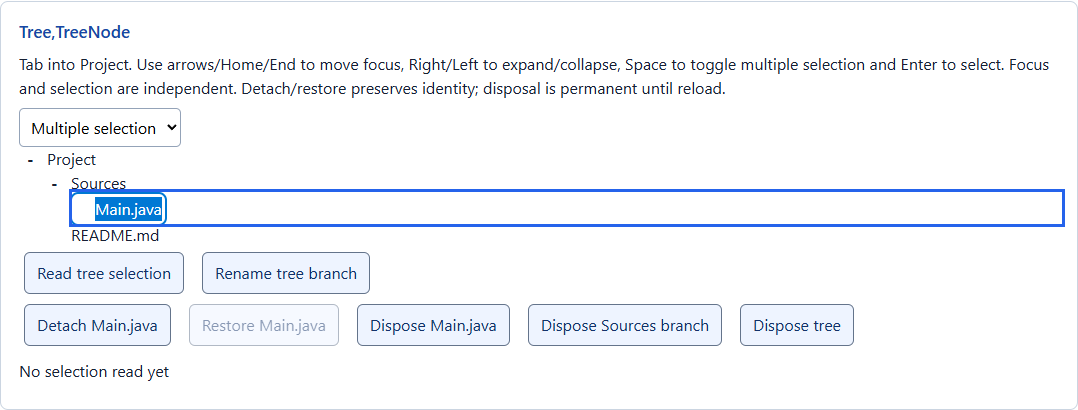 Tree,TreeNode
Tab into Project. Use arrows/Home/End to move focus, Right/Left to expand/collapse, Space to toggle multiple selection and Enter to select. Focus
and selection are independent. Detach/restore preserves identity; disposal is permanent until reload.
Multiple selection
- Project
- Sources
Main.java
README.md
Read tree selection Rename tree branch
Detach Main.java Restore Main.java Dispose Main.java Dispose Sources branch Dispose tree
No selection read yet